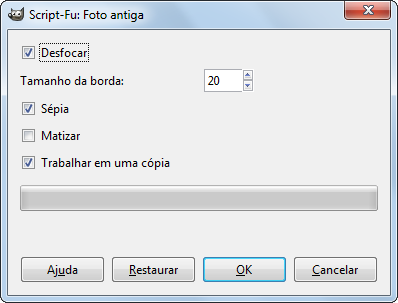 Script-Fu: Foto antiga
Desfocar
Tamanho da borda: 20
Sépia
Matizar
Trabalhar em uma cópia
Ajuda Restaurar OK Cancelar